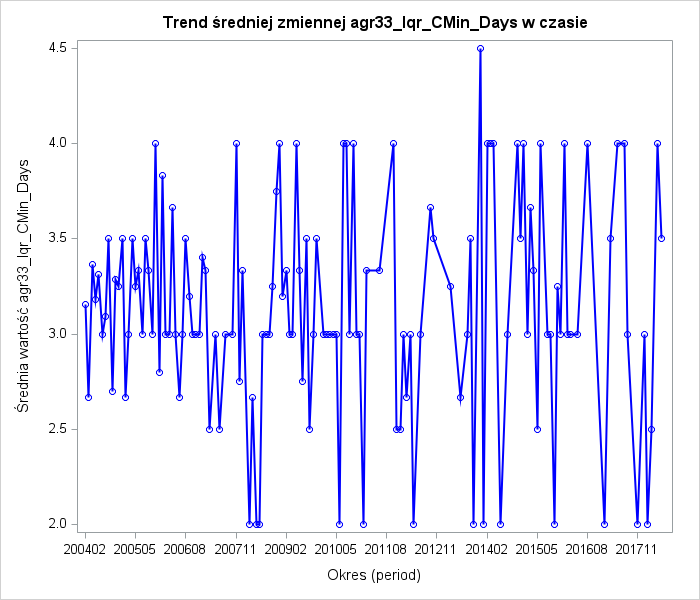 Trend średniej zmiennej agr33_Iqr_CMin_Days w czasie
Średnia wartość agr33_Iqr_CMin_Days
4.5
4.0
3.5
3.0
2.5
2.0
200402 200505 200608 200711 200902 201005 201108 201211 201402 201505 201608 201711
Okres (period)